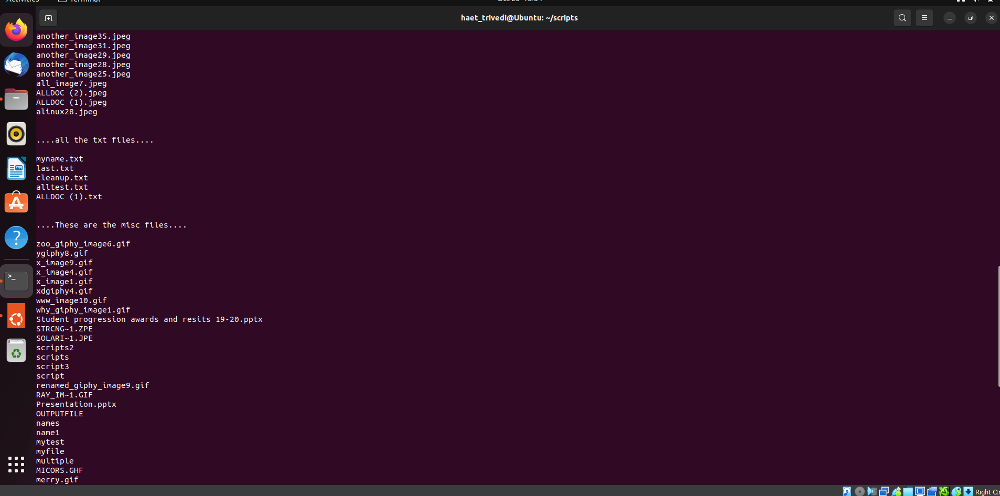 Activities
Terminal
haet_trivedi@Ubuntu: ~/scripts
another_image35.jpeg
another_image31.jpeg
another_image29.jpeg
another_image28.jpeg
another_image25.jpeg
all_image7.jpeg
ALLDOC (2).jpeg
ALLDOC (1).jpeg
alinux28.jpeg
....all the txt files....
myname.txt
last.txt
cleanup.txt
alltest.txt
ALLDOC (1).txt
....These are the misc files....
zoo_giphy_image6.gif
ygiphy8.gif
x_image9.gif
x_image4.gif
x_image1.gif
xdgiphy4.gif
www_image10.gif
why_giphy_image1.gif
Student progression awards and resits 19-20.pptx
STRCNG~1.ZPE
SOLARI~1.JPE
scripts2
scripts
script3
script
renamed_giphy_image9.gif
RAY_IM~1.GIF
Presentation.pptx
OUTPUTFILE
names
name1
mytest
myfile
multiple
MICORS.GHF
merry.gif
Right